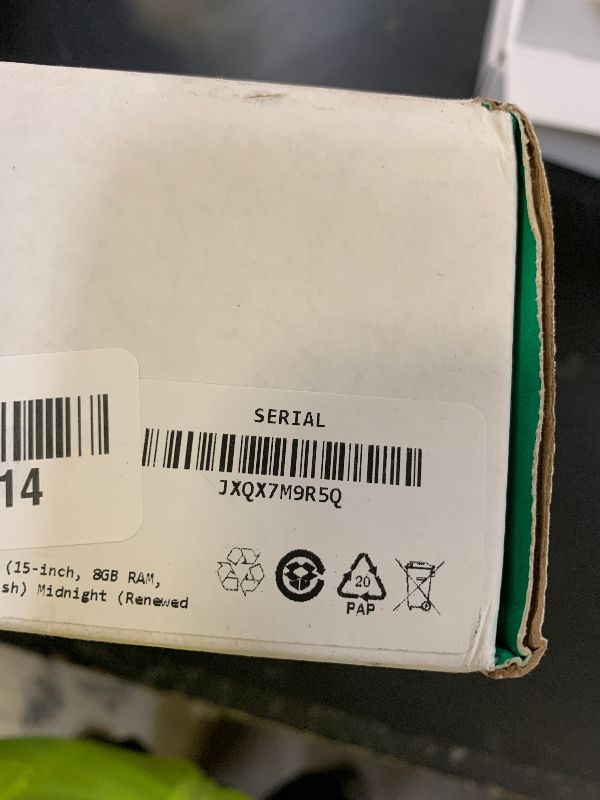 SERIAL
JXQX7M9R5Q
14
(15-inch, 8GB RAM,
sh) Midnight (Renewed
20
PAP